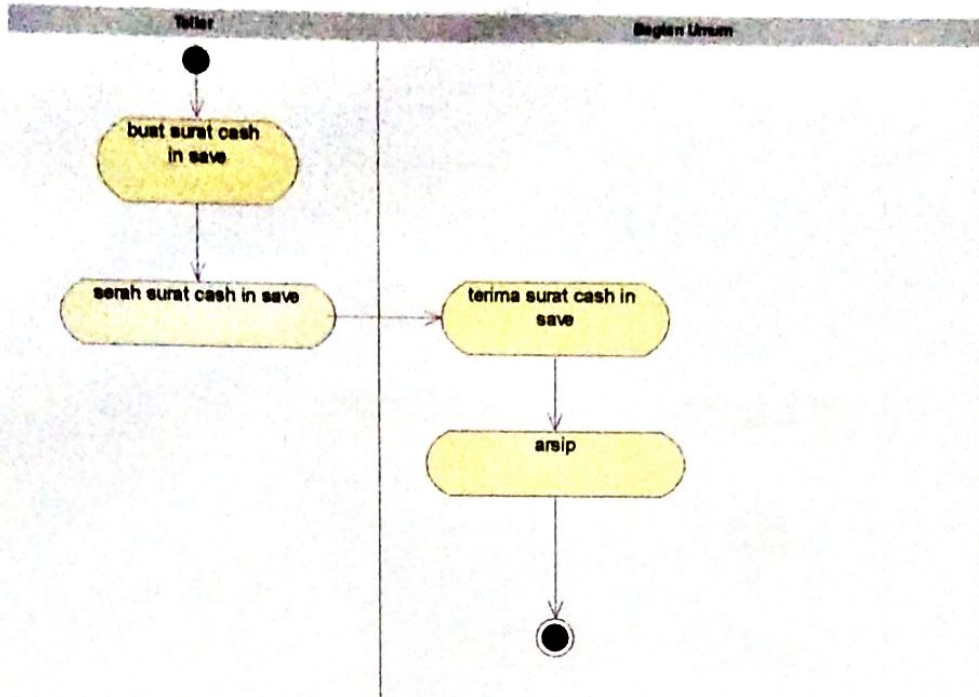 Teller
Bagian Umum
buat surat cash
in save
serah surat cash in save
terima surat cash in
save
arsip